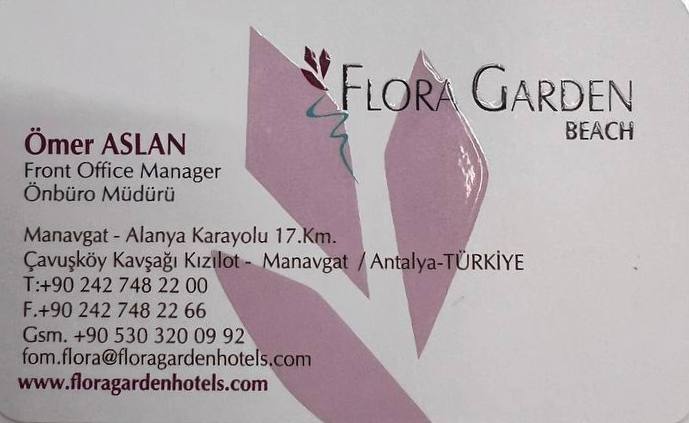 FLORA GARDEN
BEACH
Ömer ASLAN
Front Office Manager
Önbüro Müdürü
Manavgat - Alanya Karayolu 17.Km.
Çavuşköy Kavşağı Kızılot - Manavgat / Antalya-TÜRKİYE
T:+90 242 748 22 00
F.+90 242 748 22 66
Gsm. +90 530 320 09 92
fom.flora@floragardenhotels.com
www.floragardenhotels.com